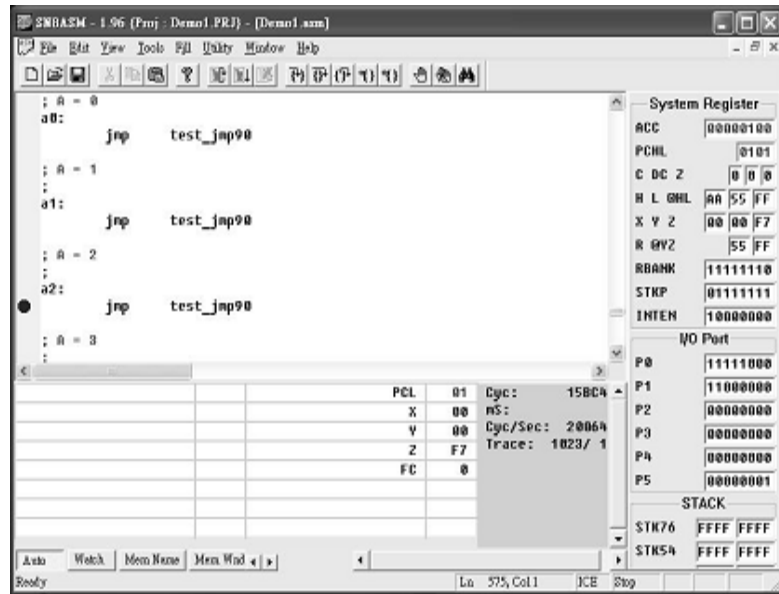 SN8ASM - 1.96 {Proj : Demo1.PRJ} - [Demo1.asm]
File Edit View Tools Fill Utility Window Help
; A = 0
a0:
jmp test_jmp90
; A = 1
;
a1:
jmp test_jmp90
; A = 2
;
a2:
jmp test_jmp90
; A = 3
;
System Register
ACC 00000100
PCHL 0101
C DC Z 0 0 0
H L @HL AA 55 FF
X Y Z 00 00 F7
R @YZ 55 FF
RBANK 11111110
STKP 01111111
INTEN 10000000
I/O Port
P0 11111000
P1 11000000
P2 00000000
P3 00000000
P4 00000000
P5 00000001
STACK
STK76 FFFF FFFF
STK54 FFFF FFFF
PCL 01
X 00
Y 00
Z F7
FC 0
Cyc: 158C4
mS:
Cyc/Sec: 20064
Trace: 1023/ 1
Auto Watch Mem Name Mem Wnd
Ready Ln 575, Col 1 ICE Stop